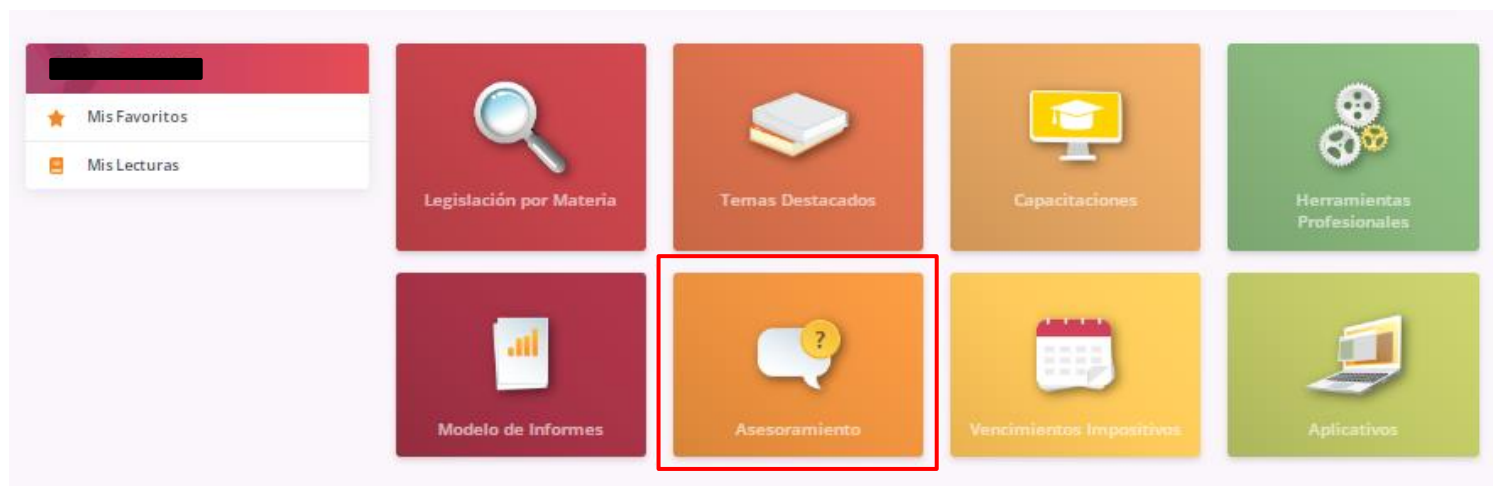 Mis Favoritos
Mis Lecturas
Legislación por Materia
Temas Destacados
Capacitaciones
Herramientas
Profesionales
Modelo de Informes
?
Asesoramiento
Vencimientos Impositivos
Aplicativos